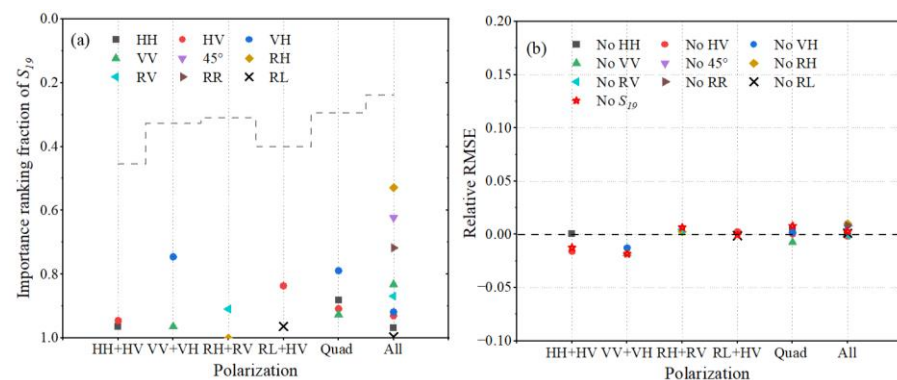 (a)
HH HV VH
VV 45° RH
RV RR RL
Importance ranking fraction of S19
0.0
0.2
0.4
0.6
0.8
1.0
HH+HV VV+VH RH+RV RL+HV Quad All
Polarization
(b)
No HH No HV No VH
No VV No 45° No RH
No RV No RR No RL
No S19
Relative RMSE
0.20
0.15
0.10
0.05
0.00
−0.05
−0.10
HH+HV VV+VH RH+RV RL+HV Quad All
Polarization